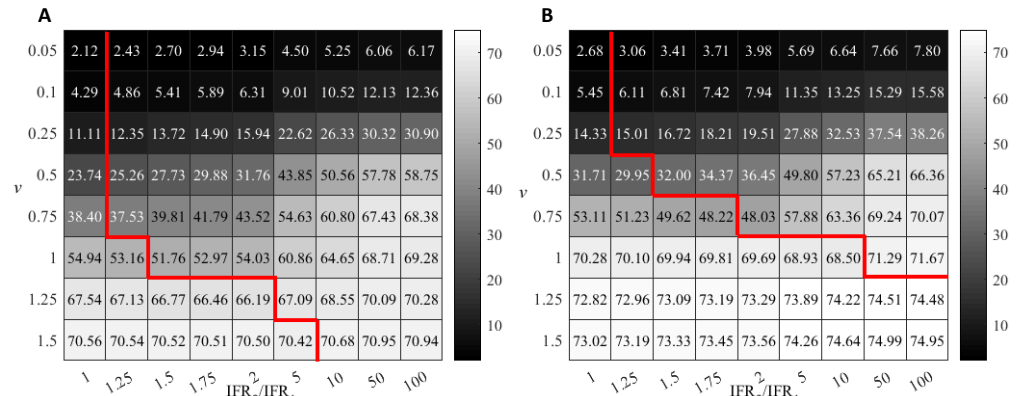 A
B
0.05 2.12 2.43 2.70 2.94 3.15 4.50 5.25 6.06 6.17 70
0.1 4.29 4.86 5.41 5.89 6.31 9.01 10.52 12.13 12.36 60
0.25 11.11 12.35 13.72 14.90 15.94 22.62 26.33 30.32 30.90 50
0.5 23.74 25.26 27.73 29.88 31.76 43.85 50.56 57.78 58.75
v
40
0.75 38.40 37.53 39.81 41.79 43.52 54.63 60.80 67.43 68.38
30
1 54.94 53.16 51.76 52.97 54.03 60.86 64.65 68.71 69.28
20
1.25 67.54 67.13 66.77 66.46 66.19 67.09 68.55 70.09 70.28
10
1.5 70.56 70.54 70.52 70.51 70.50 70.42 70.68 70.95 70.94
1 1.25 1.5 1.75 2 5 10 50 100
0.05 2.68 3.06 3.41 3.71 3.98 5.69 6.64 7.66 7.80 70
0.1 5.45 6.11 6.81 7.42 7.94 11.35 13.25 15.29 15.58 60
0.25 14.33 15.01 16.72 18.21 19.51 27.88 32.53 37.54 38.26 50
0.5 31.71 29.95 32.00 34.37 36.45 49.80 57.23 65.21 66.36
v
40
0.75 53.11 51.23 49.62 48.22 48.03 57.88 63.36 69.24 70.07
30
1 70.28 70.10 69.94 69.81 69.69 68.93 68.50 71.29 71.67
20
1.25 72.82 72.96 73.09 73.19 73.29 73.89 74.22 74.51 74.48
10
1.5 73.02 73.19 73.33 73.45 73.56 74.26 74.64 74.99 74.95
1 1.25 1.5 1.75 2 5 10 50 100